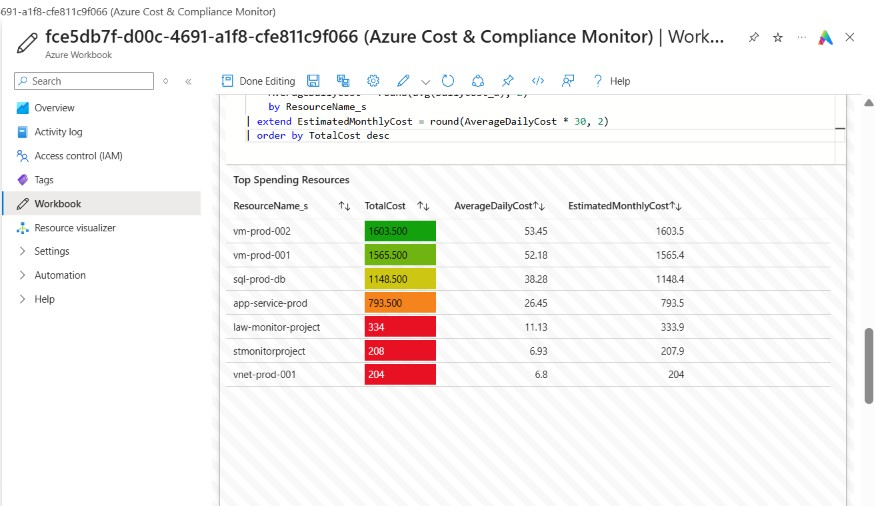 691-a1f8-cfe811c9f066 (Azure Cost & Compliance Monitor)
fce5db7f-d00c-4691-a1f8-cfe811c9f066 (Azure Cost & Compliance Monitor) | Work...
Azure Workbook
Search
Done Editing
Help
Overview
Activity log
Access control (IAM)
Tags
Workbook
Resource visualizer
Settings
Automation
Help
by ResourceName_s
| extend EstimatedMonthlyCost = round(AverageDailyCost * 30, 2)
| order by TotalCost desc
Top Spending Resources
ResourceName_s TotalCost AverageDailyCost EstimatedMonthlyCost
vm-prod-002 1603.500 53.45 1603.5
vm-prod-001 1565.500 52.18 1565.4
sql-prod-db 1148.500 38.28 1148.4
app-service-prod 793.500 26.45 793.5
law-monitor-project 334 11.13 333.9
stmonitorproject 208 6.93 207.9
vnet-prod-001 204 6.8 204